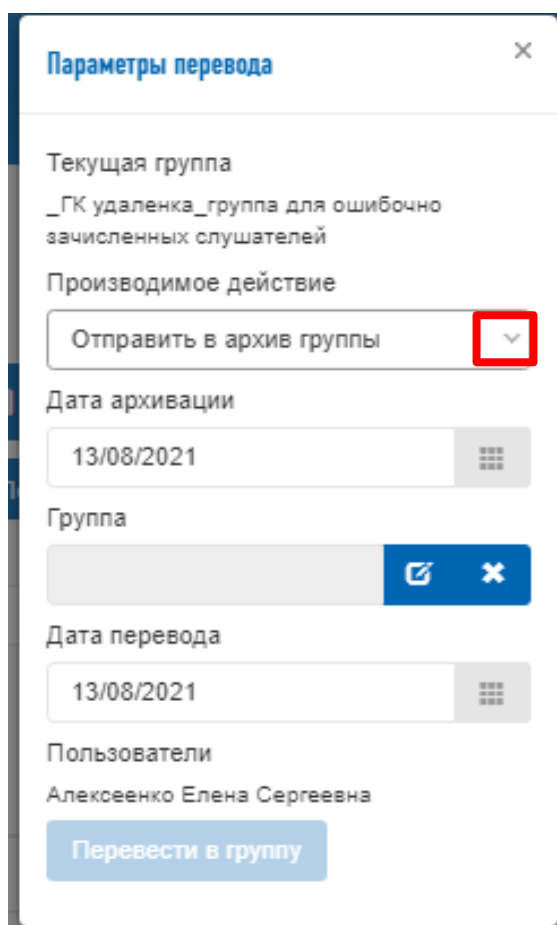 Параметры перевода
Текущая группа
_ГК удаленка_группа для ошибочно
зачисленных слушателей
Производимое действие
Отправить в архив группы
Дата архивации
13/08/2021
Группа
Дата перевода
13/08/2021
Пользователи
Алексеенко Елена Сергеевна
Перевести в группу